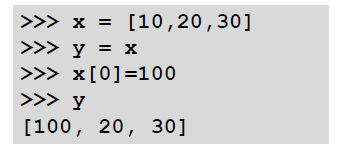 >>> x = [10,20,30]
>>> y = x
>>> x[0]=100
>>> y
[100, 20, 30]